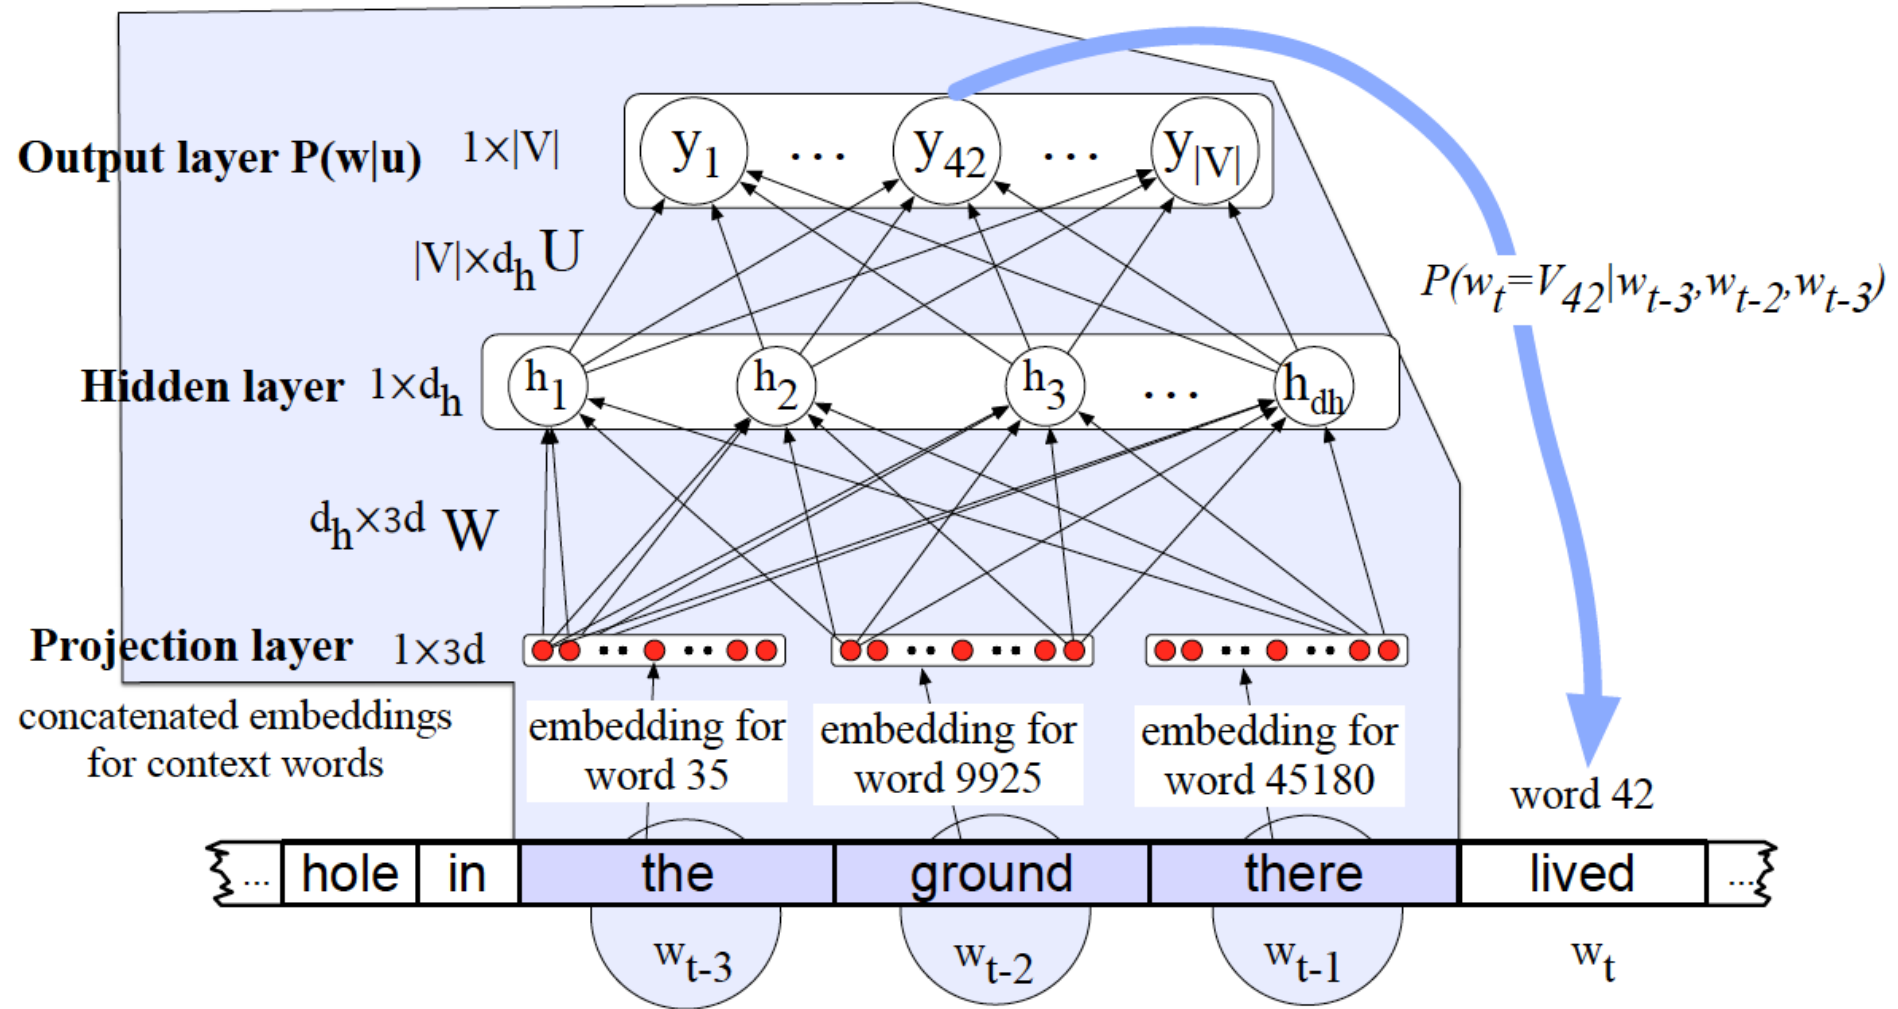 Output layer P(w|u) 1×|V|
y1 ... y42 ... y|V|
|V|×dh U
P(wt=V42|wt-3,wt-2,wt-3)
Hidden layer 1×dh
h1 h2 h3 ... hdh
dh×3d W
Projection layer 1×3d
concatenated embeddings
for context words
embedding for
word 35
embedding for
word 9925
embedding for
word 45180
word 42
... hole in the ground there lived ...
wt-3 wt-2 wt-1 wt